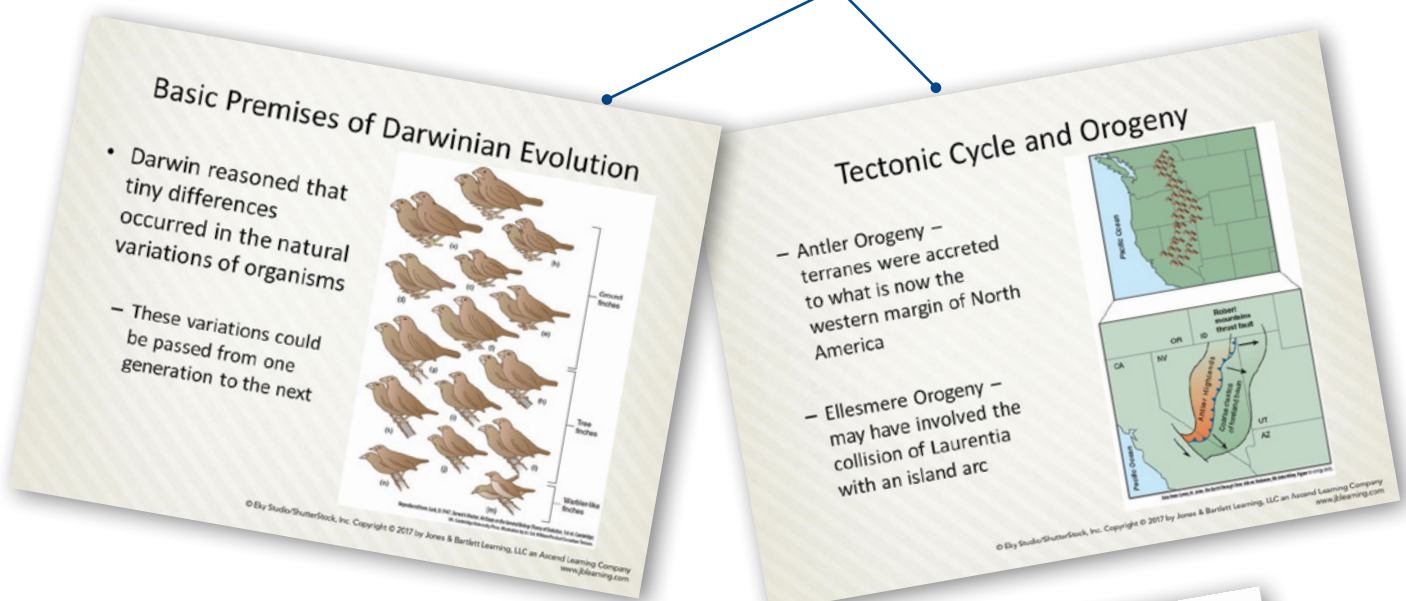 Basic Premises of Darwinian Evolution
• Darwin reasoned that
tiny differences
occurred in the natural
variations of organisms
– These variations could
be passed from one
generation to the next
Ground
finches
Tree
finches
Warbler-like
finches
© Eky Studio/ShutterStock, Inc. Copyright © 2017 by Jones & Bartlett Learning, LLC an Ascend Learning Company
www.jblearning.com
Tectonic Cycle and Orogeny
– Antler Orogeny –
terranes were accreted
to what is now the
western margin of North
America
– Ellesmere Orogeny –
may have involved the
collision of Laurentia
with an island arc
Pacific Ocean
Robert
mountains
thrust fault
OR
ID
CA
NV
Antler Highlands
Coarse clastics
of foreland basin
UT
AZ
Pacific Ocean
© Eky Studio/ShutterStock, Inc. Copyright © 2017 by Jones & Bartlett Learning, LLC an Ascend Learning Company
www.jblearning.com